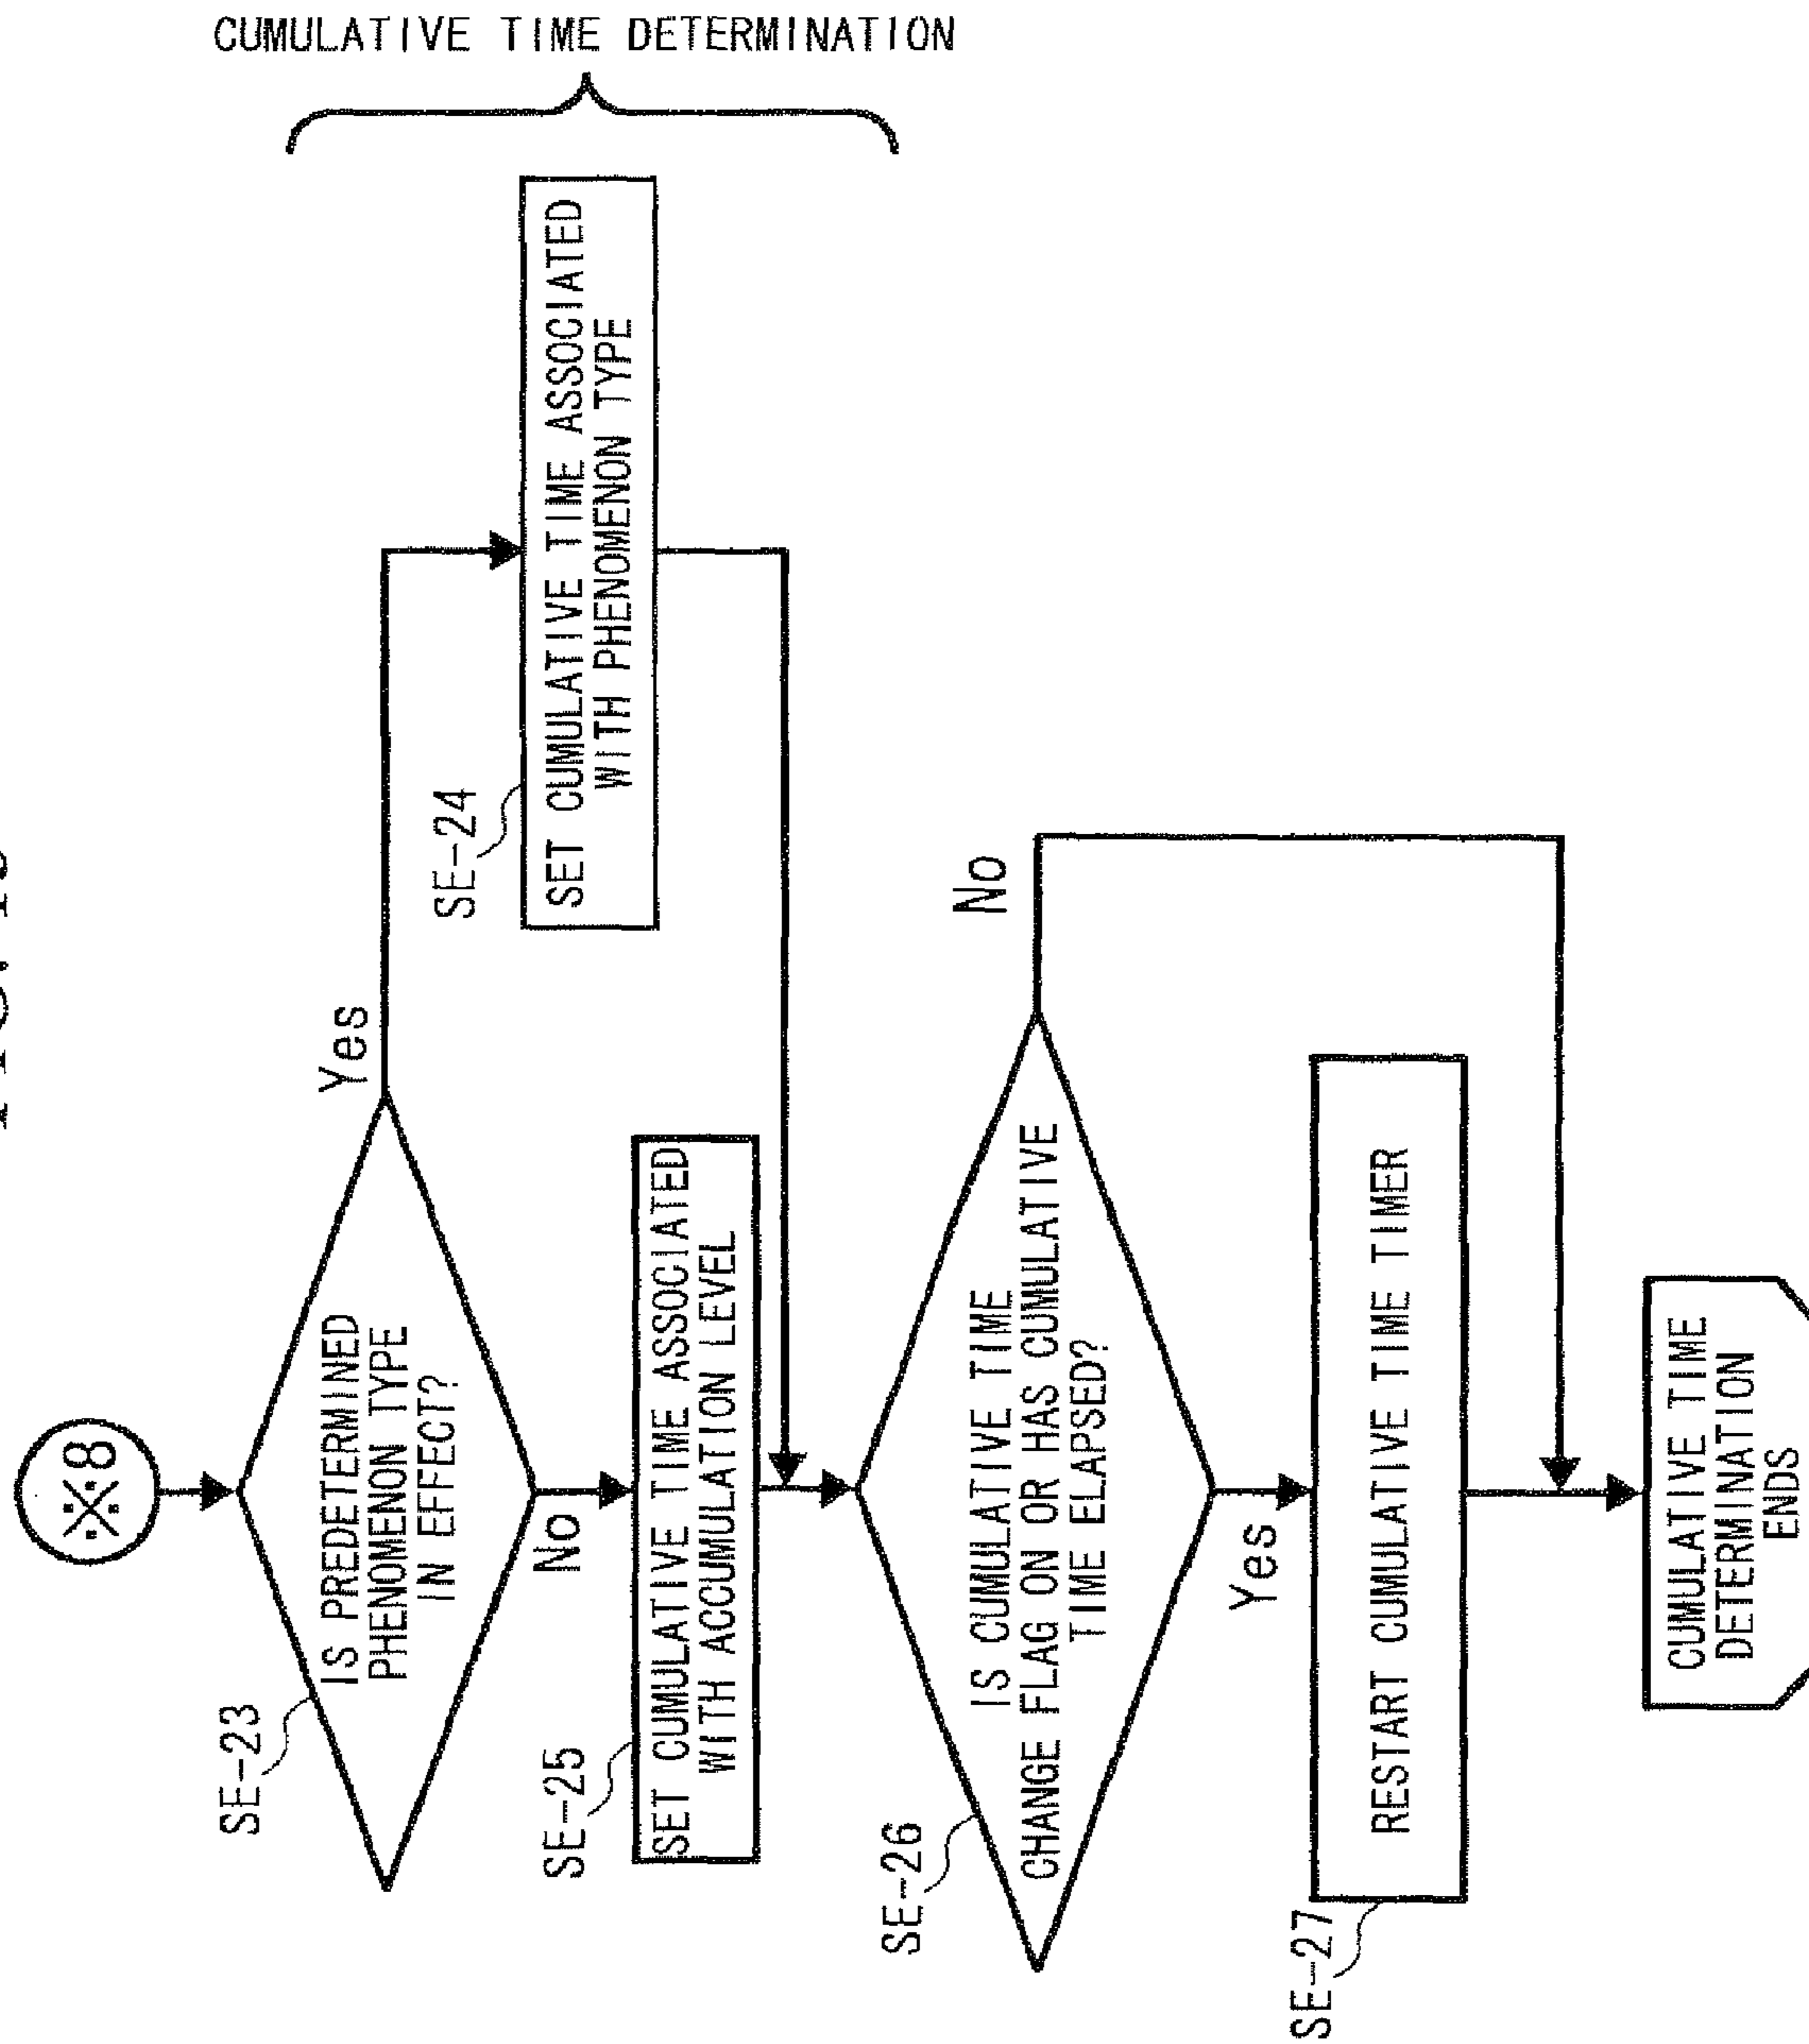 CUMULATIVE TIME DETERMINATION
※8
SE-23
IS PREDETERMINED
PHENOMENON TYPE
IN EFFECT?
Yes
No
SE-24
SET CUMULATIVE TIME ASSOCIATED
WITH PHENOMENON TYPE
SE-25
SET CUMULATIVE TIME ASSOCIATED
WITH ACCUMULATION LEVEL
SE-26
IS CUMULATIVE TIME
CHANGE FLAG ON OR HAS CUMULATIVE
TIME ELAPSED?
No
Yes
SE-27
RESTART CUMULATIVE TIME TIMER
CUMULATIVE TIME
DETERMINATION
ENDS